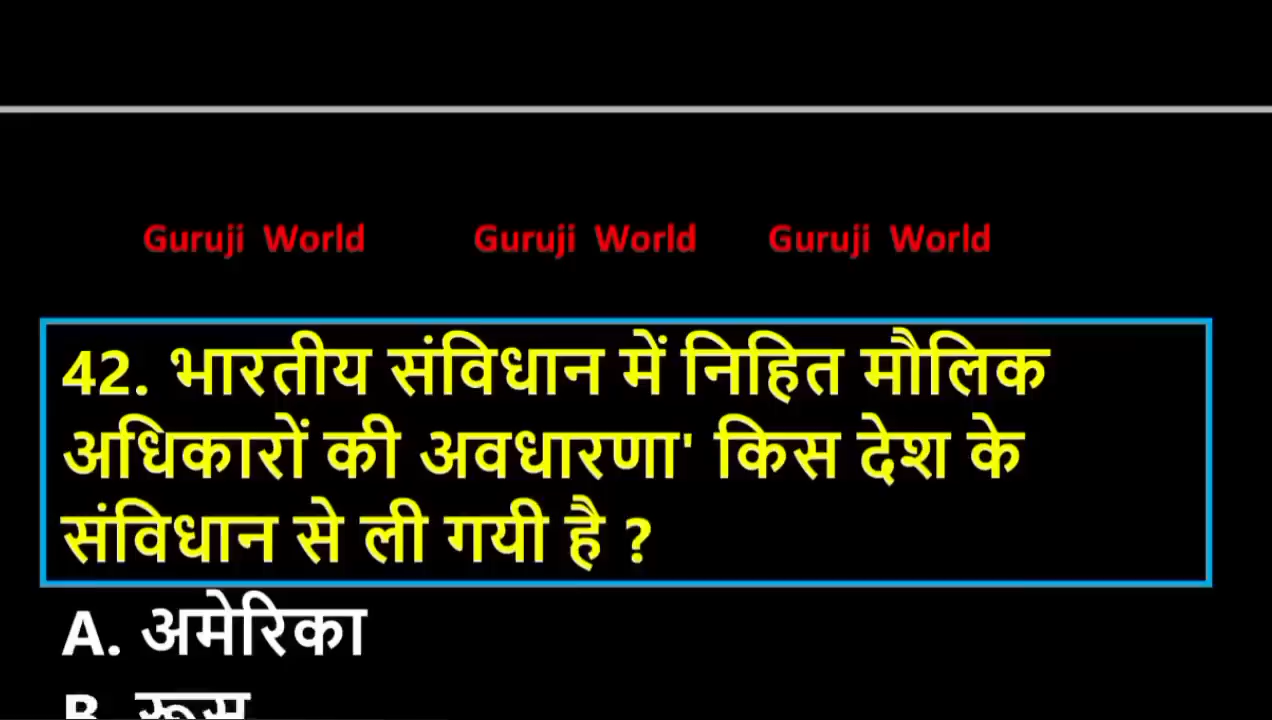 Guruji World Guruji World Guruji World
42. भारतीय संविधान में निहित मौलिक
अधिकारों की अवधारणा' किस देश के
संविधान से ली गयी है ?
A. अमेरिका
B. रूस